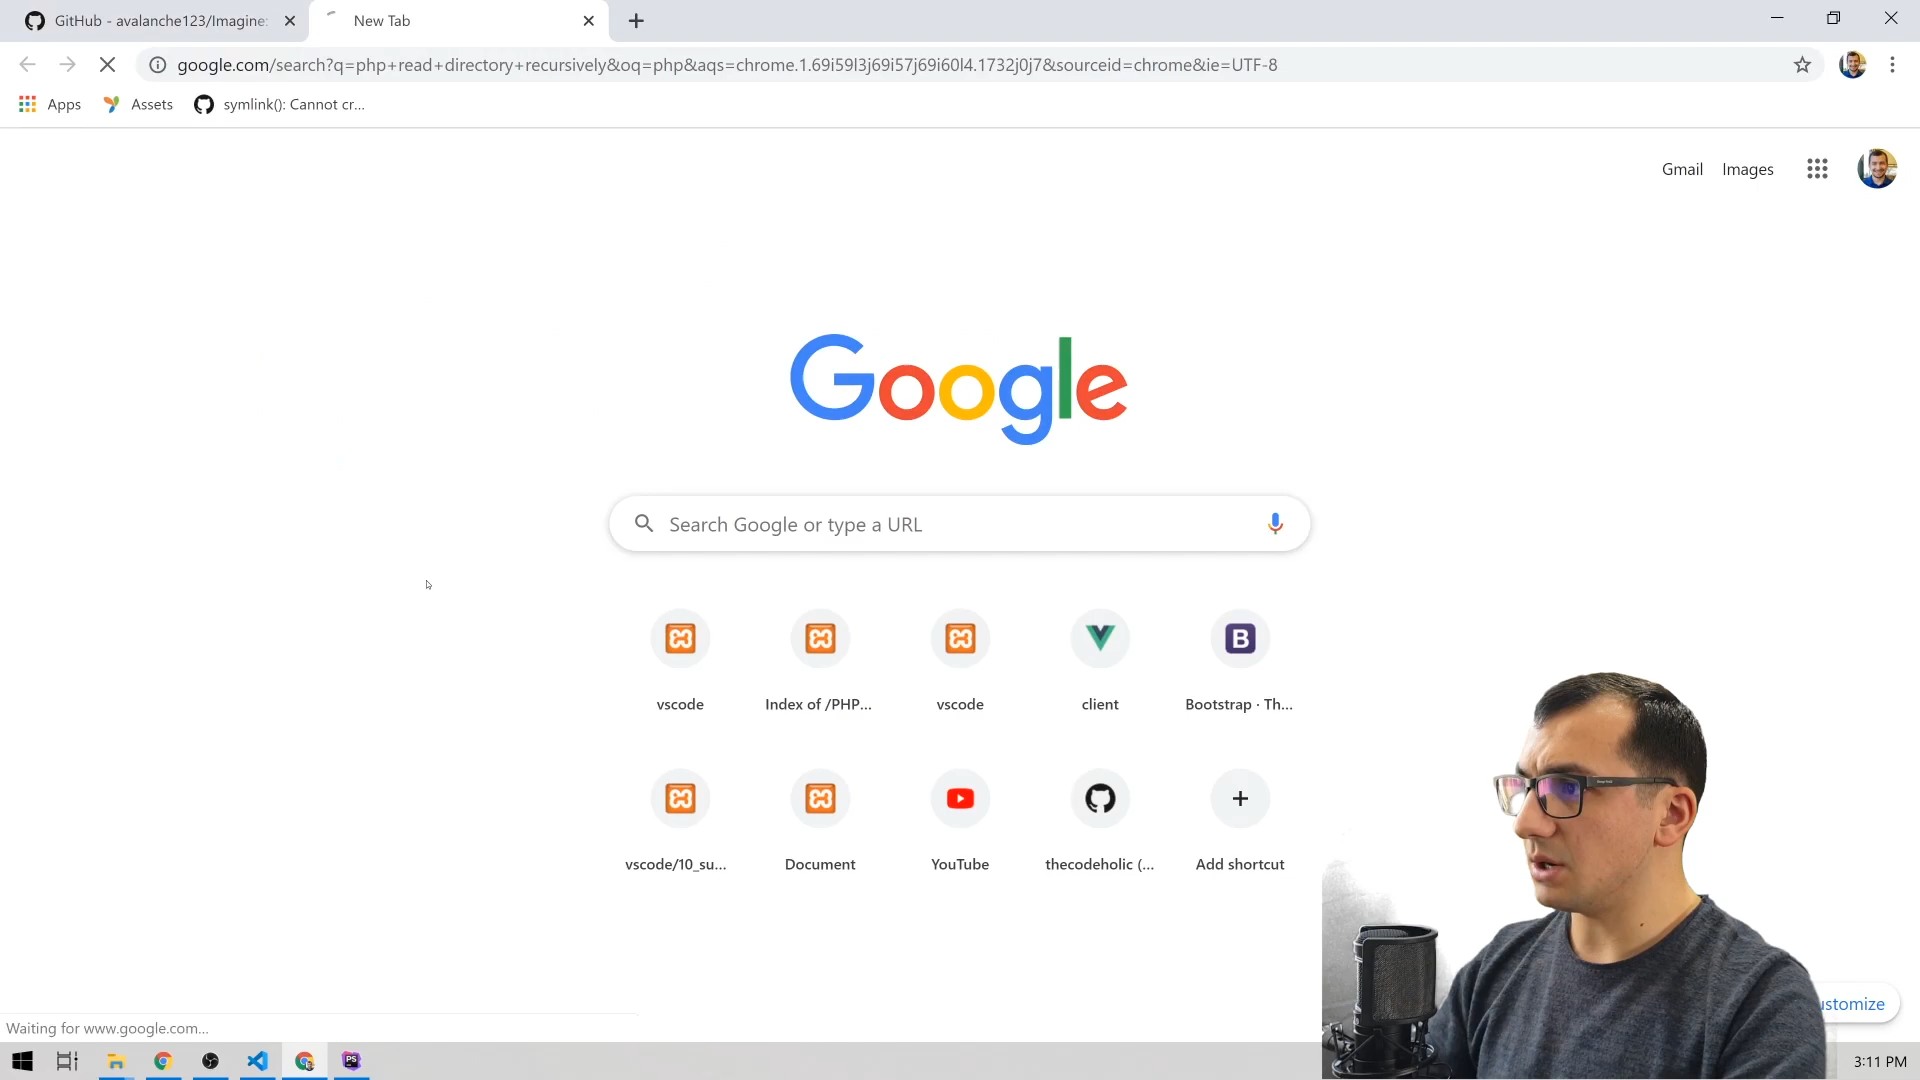 GitHub - avalanche123/Imagine:
New Tab
google.com/search?q=php+read+directory+recursively&oq=php&aqs=chrome.1.69i59l3j69i57j69i60l4.1732j0j7&sourceid=chrome&ie=UTF-8
Apps
Assets
symlink(): Cannot cr...
Gmail
Images
Google
Search Google or type a URL
B
vscode
Index of /PHP...
vscode
client
Bootstrap · Th...
vscode/10_su...
Document
YouTube
thecodeholic (...
Add shortcut
ustomize
Waiting for www.google.com...
PS
3:11 PM